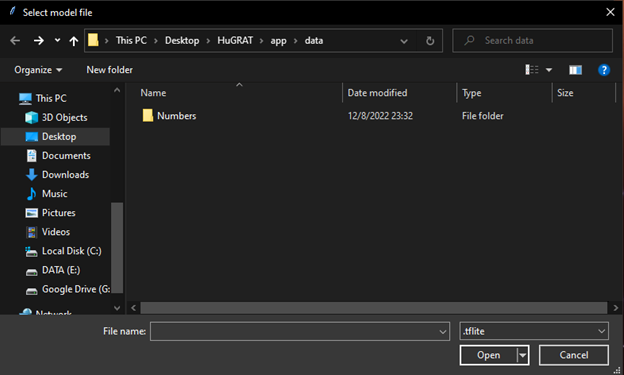 Select model file
This PC > Desktop > HuGRAT > app > data
Search data
Organize
New folder
?
Name
Date modified
Type
Size
Numbers
12/8/2022 23:32
File folder
This PC
3D Objects
Desktop
Documents
Downloads
Music
Pictures
Videos
Local Disk (C:)
DATA (E:)
Google Drive (G:
Network
File name:
.tflite
Open
Cancel